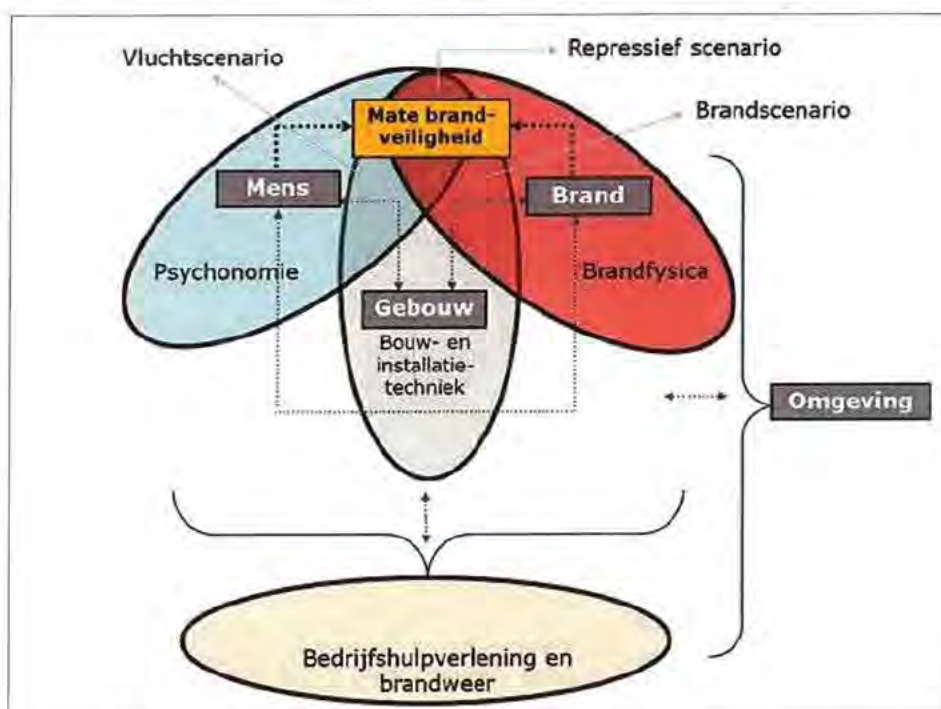 Repressief scenario
Vluchtscenario
Brandscenario
Mate brand-
veiligheid
Mens
Brand
Psychonomie
Brandfysica
Gebouw
Bouw- en
installatie-
techniek
Omgeving
Bedrijfshulpverlening en
brandweer